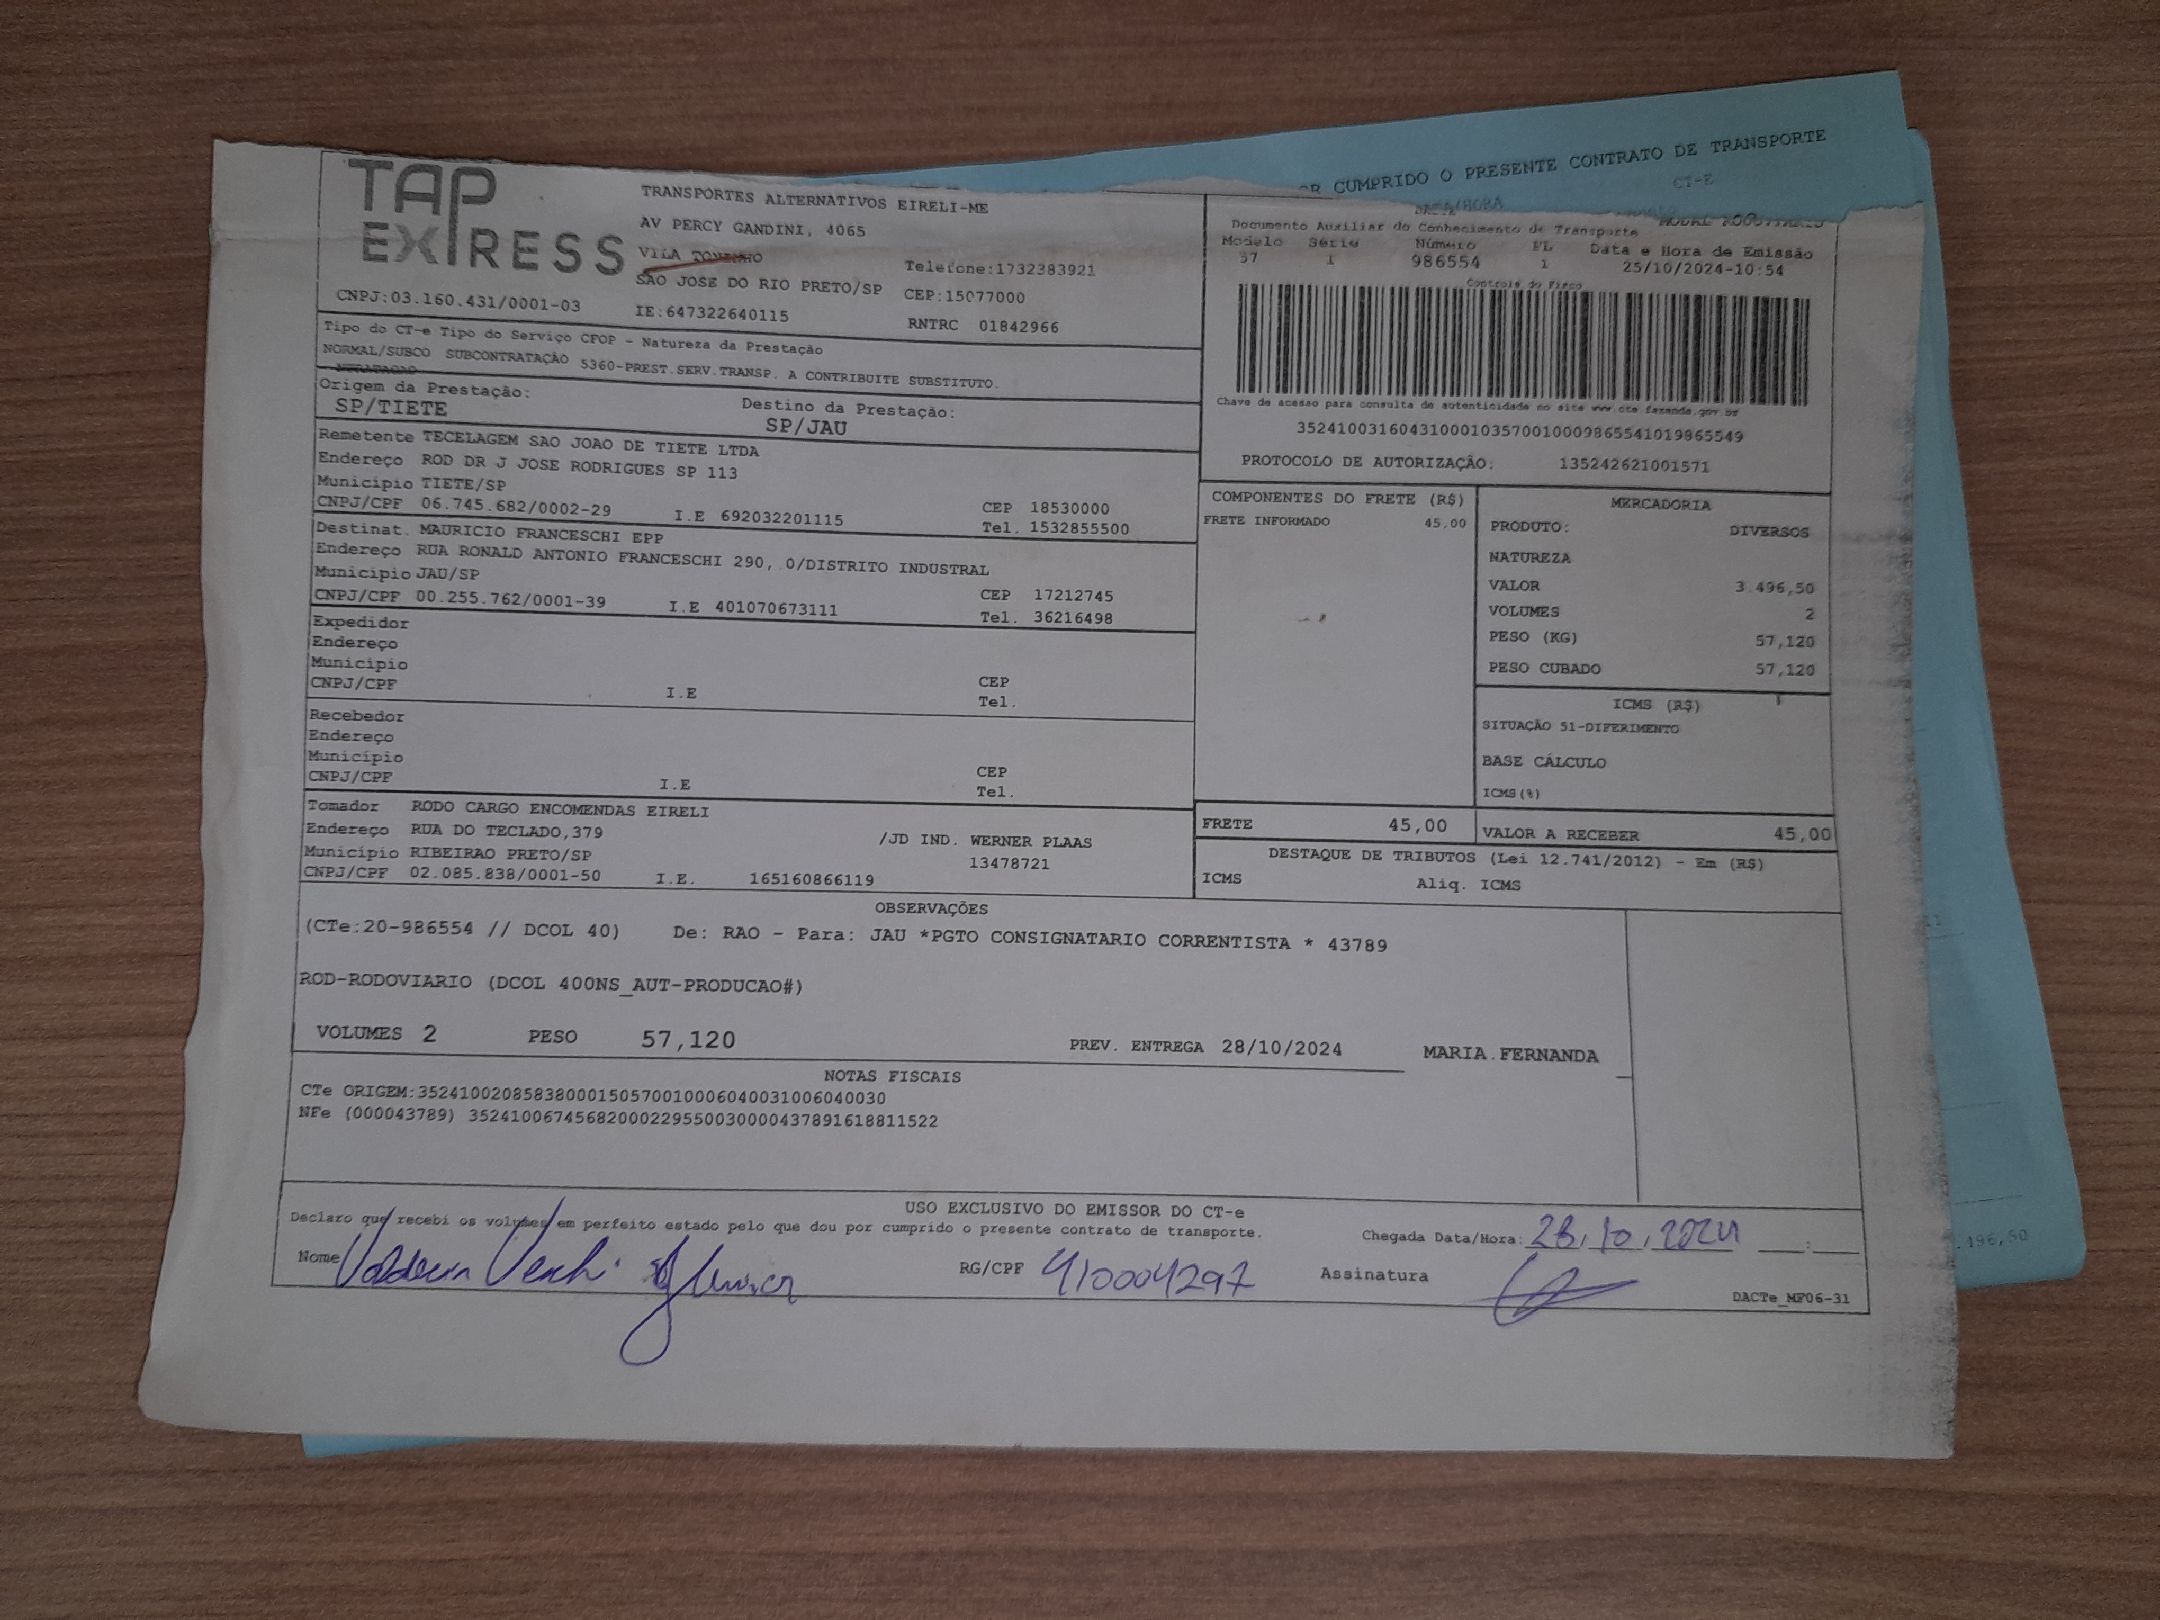 CUMPRIDO O PRESENTE CONTRATO DE TRANSPORTE
CT-E
TAP
EXPRESS
TRANSPORTES ALTERNATIVOS EIRELI-ME
AV PERCY GANDINI, 4065
VILA
SAO JOSE DO RIO PRETO/SP
Telefone:1732383921
CEP:15077000
CNPJ:03.160.431/0001-03
IE:647322640115
RNTRC 01842966
Documento Auxiliar do Conhecimento de Transporte
Modelo Série Número FL Data e Hora de Emissão
57 1 986554 1 25/10/2024-10:54
Controle do Fisco
Chave de acesso para consulta de autenticidade no site www.cte.fazenda.gov.br
35241003160431000103570010009865541019865549
PROTOCOLO DE AUTORIZAÇÃO: 135242621001571
Tipo do CT-e Tipo do Serviço CFOP - Natureza da Prestação
NORMAL/SUBCO SUBCONTRATAÇÃO 5360-PREST.SERV.TRANSP. A CONTRIBUITE SUBSTITUTO.
Origem da Prestação:
SP/TIETE
Destino da Prestação:
SP/JAU
Remetente TECELAGEM SAO JOAO DE TIETE LTDA
Endereço ROD DR J JOSE RODRIGUES SP 113
Município TIETE/SP
CNPJ/CPF 06.745.682/0002-29 I.E 692032201115
CEP 18530000
Tel. 1532855500
Destinat. MAURICIO FRANCESCHI EPP
Endereço RUA RONALD ANTONIO FRANCESCHI 290, 0/DISTRITO INDUSTRAL
Município JAU/SP
CNPJ/CPF 00.255.762/0001-39 I.E 401070673111
CEP 17212745
Tel. 36216498
Expedidor
Endereço
Município
CNPJ/CPF I.E
CEP
Tel.
Recebedor
Endereço
Município
CNPJ/CPF I.E
CEP
Tel.
Tomador RODO CARGO ENCOMENDAS EIRELI
Endereço RUA DO TECLADO,379 /JD IND. WERNER PLAAS
Município RIBEIRAO PRETO/SP 13478721
CNPJ/CPF 02.085.838/0001-50 I.E. 165160866119
COMPONENTES DO FRETE (R$)
FRETE INFORMADO 45,00
MERCADORIA
PRODUTO: DIVERSOS
NATUREZA
VALOR 3.496,50
VOLUMES 2
PESO (KG) 57,120
PESO CUBADO 57,120
ICMS (R$)
SITUAÇÃO 51-DIFERIMENTO
BASE CÁLCULO
ICMS(%)
FRETE 45,00
VALOR A RECEBER 45,00
DESTAQUE DE TRIBUTOS (Lei 12.741/2012) - Em (R$)
ICMS Aliq. ICMS
OBSERVAÇÕES
(CTe:20-986554 // DCOL 40) De: RAO - Para: JAU *PGTO CONSIGNATARIO CORRENTISTA * 43789
ROD-RODOVIARIO (DCOL 400NS_AUT-PRODUCAO#)
VOLUMES 2 PESO 57,120 PREV. ENTREGA 28/10/2024 MARIA.FERNANDA
NOTAS FISCAIS
CTe ORIGEM:35241002085838000150570010006040031006040030
NFe (000043789) 35241006745682000229550030000437891618811522
USO EXCLUSIVO DO EMISSOR DO CT-e
Declaro que recebi os volumes em perfeito estado pelo que dou por cumprido o presente contrato de transporte.
Chegada Data/Hora: 28,10,2024 :
Nome
RG/CPF 410004297
Assinatura
DACTe_MF06-31